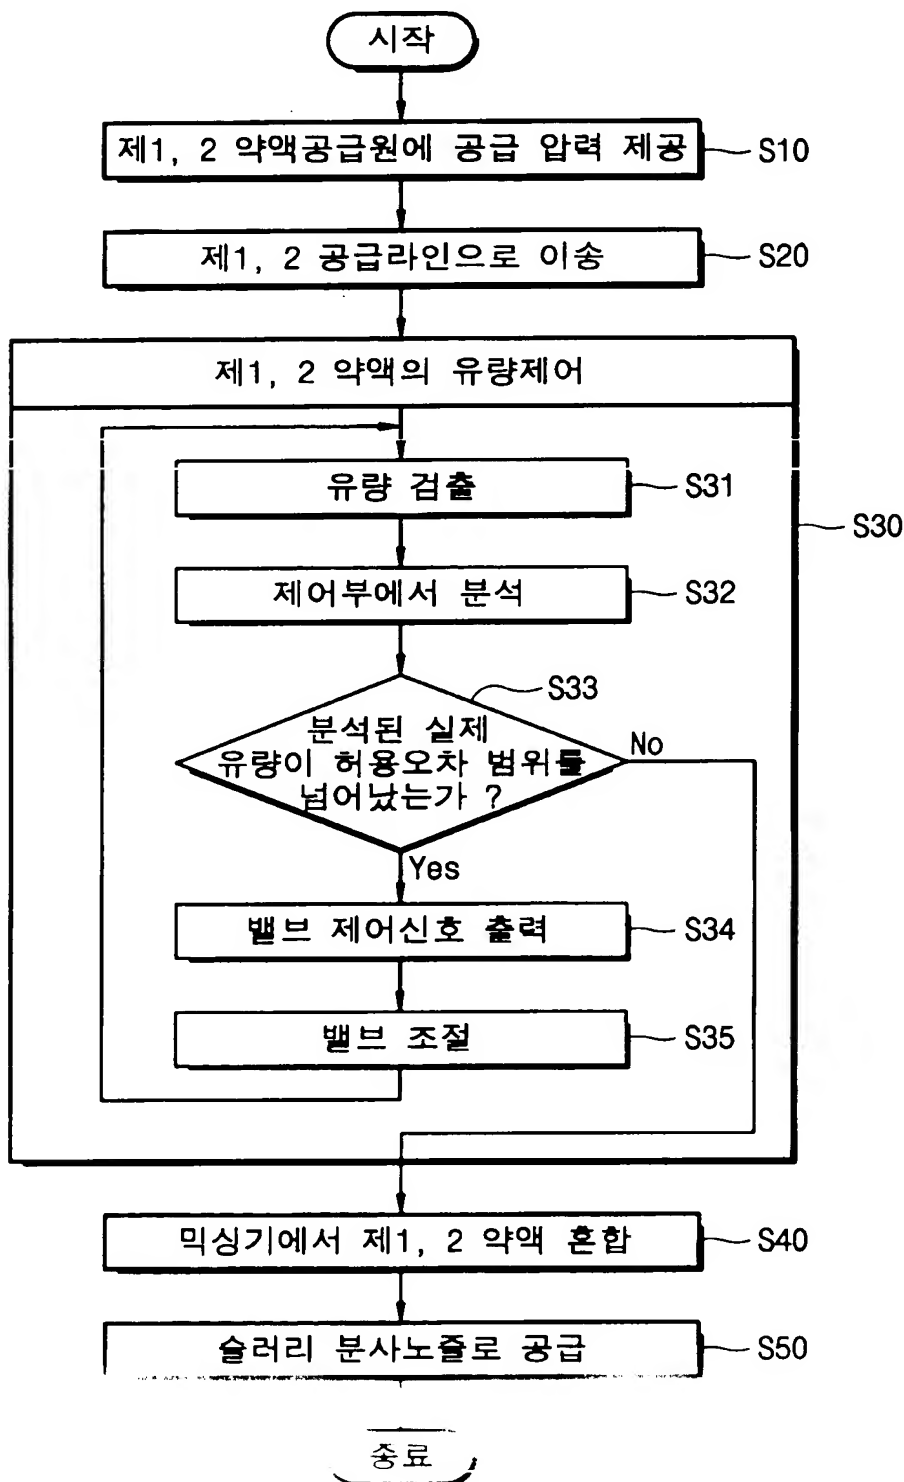 시작
제1, 2 약액공급원에 공급 압력 제공
S10
제1, 2 공급라인으로 이송
S20
제1, 2 약액의 유량제어
유량 검출
S31
S30
제어부에서 분석
S32
S33
분석된 실제
유량이 허용오차 범위를
넘어났는가 ?
No
Yes
밸브 제어신호 출력
S34
밸브 조절
S35
믹싱기에서 제1, 2 약액 혼합
S40
슬러리 분사노즐로 공급
S50
종료